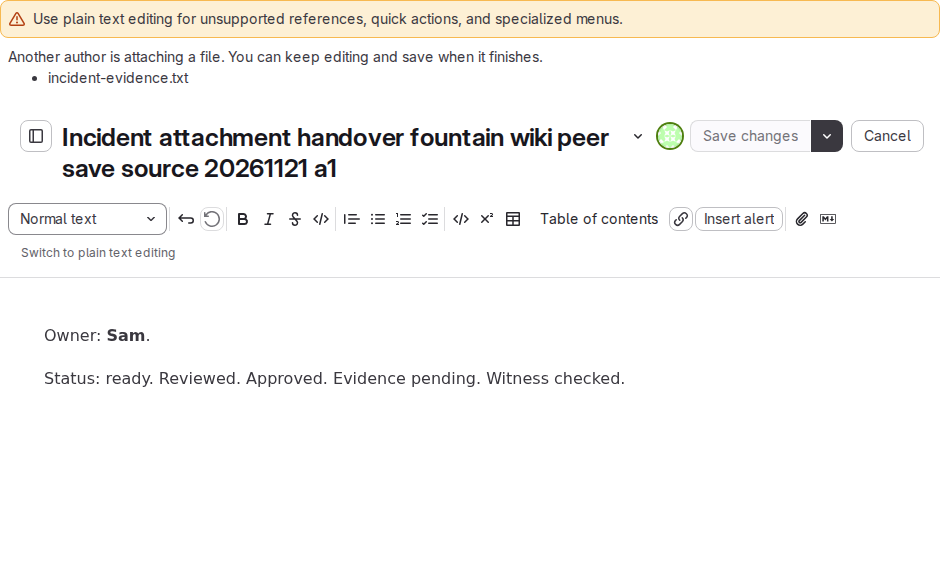 Use plain text editing for unsupported references, quick actions, and specialized menus.
Another author is attaching a file. You can keep editing and save when it finishes.
incident-evidence.txt
Incident attachment handover fountain wiki peer
save source 20261121 a1
Save changes
Cancel
Normal text
Table of contents
Insert alert
Switch to plain text editing
Owner: Sam.
Status: ready. Reviewed. Approved. Evidence pending. Witness checked.